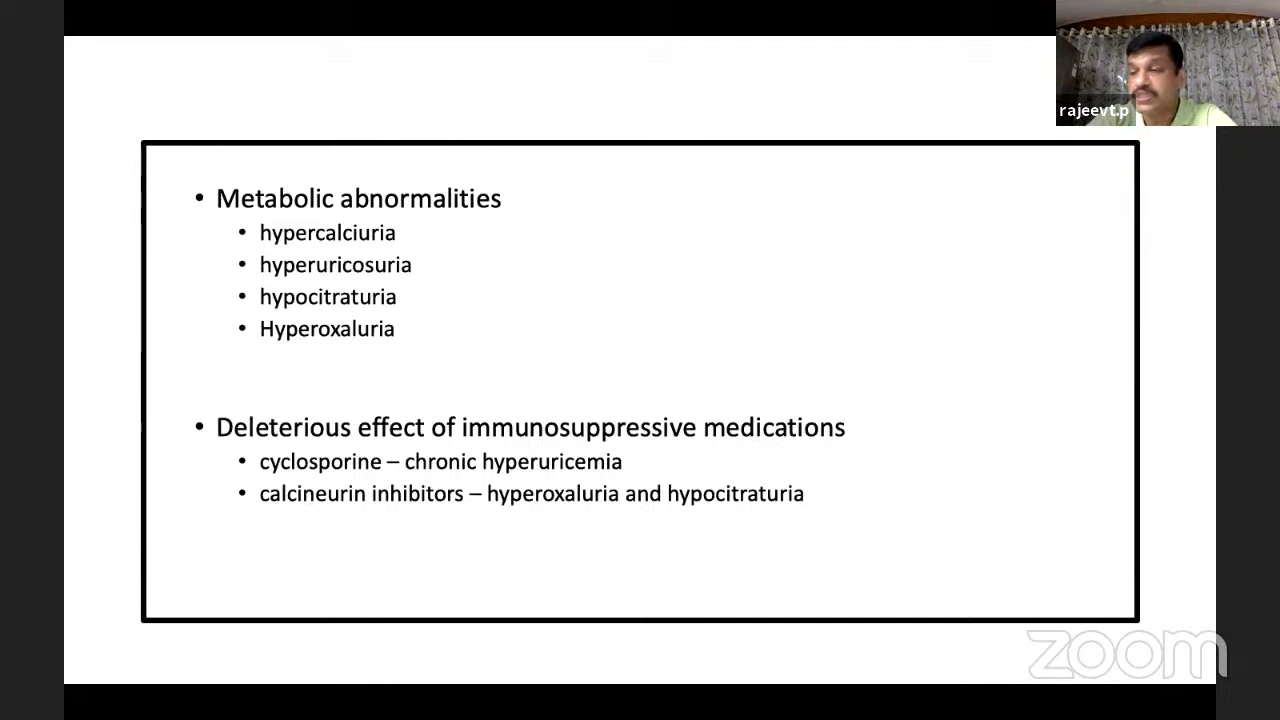 rajeevt.p
• Metabolic abnormalities
• hypercalciuria
• hyperuricosuria
• hypocitraturia
• Hyperoxaluria
• Deleterious effect of immunosuppressive medications
• cyclosporine – chronic hyperuricemia
• calcineurin inhibitors – hyperoxaluria and hypocitraturia
zoom